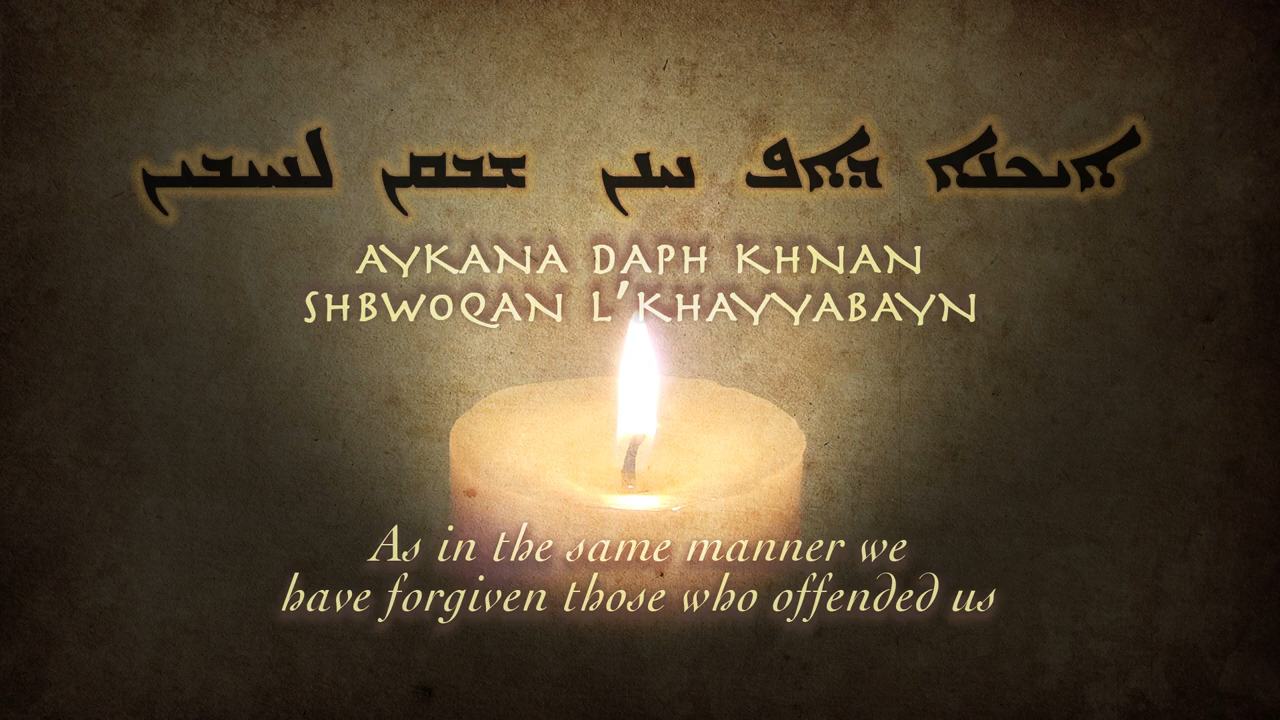 ܐܝܟܢܐ ܕܐܦ ܚܢܢ ܫܒܩܢ ܠܚܝܒܝܢ
AYKANA DAPH KHNAN
SHBWOQAN L'KHAYYABAYN
As in the same manner we
have forgiven those who offended us